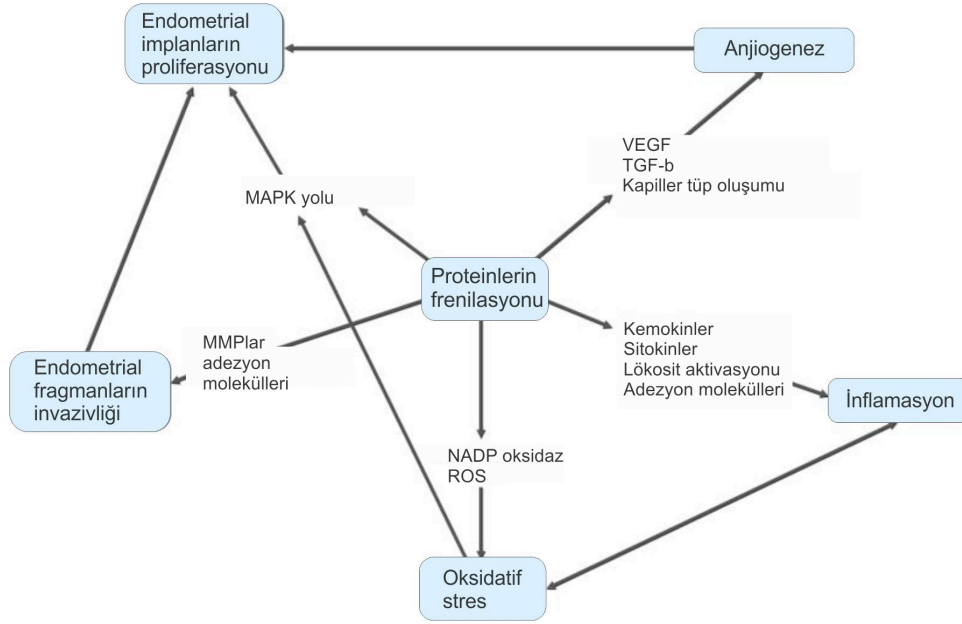 Endometrial
implanların
proliferasyonu
Anjiogenez
VEGF
TGF-b
Kapiller tüp oluşumu
MAPK yolu
Proteinlerin
frenilasyonu
Kemokinler
Sitokinler
Lökosit aktivasyonu
Adezyon molekülleri
MMPlar
adezyon
molekülleri
Endometrial
fragmanların
invazivliği
İnflamasyon
NADP oksidaz
ROS
Oksidatif
stres